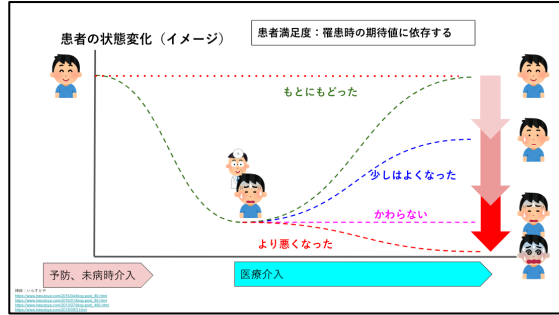 患者の状態変化（イメージ）
患者満足度：罹患時の期待値に依存する
もとにもどった
少しはよくなった
かわらない
より悪くなった
予防、未病時介入
医療介入